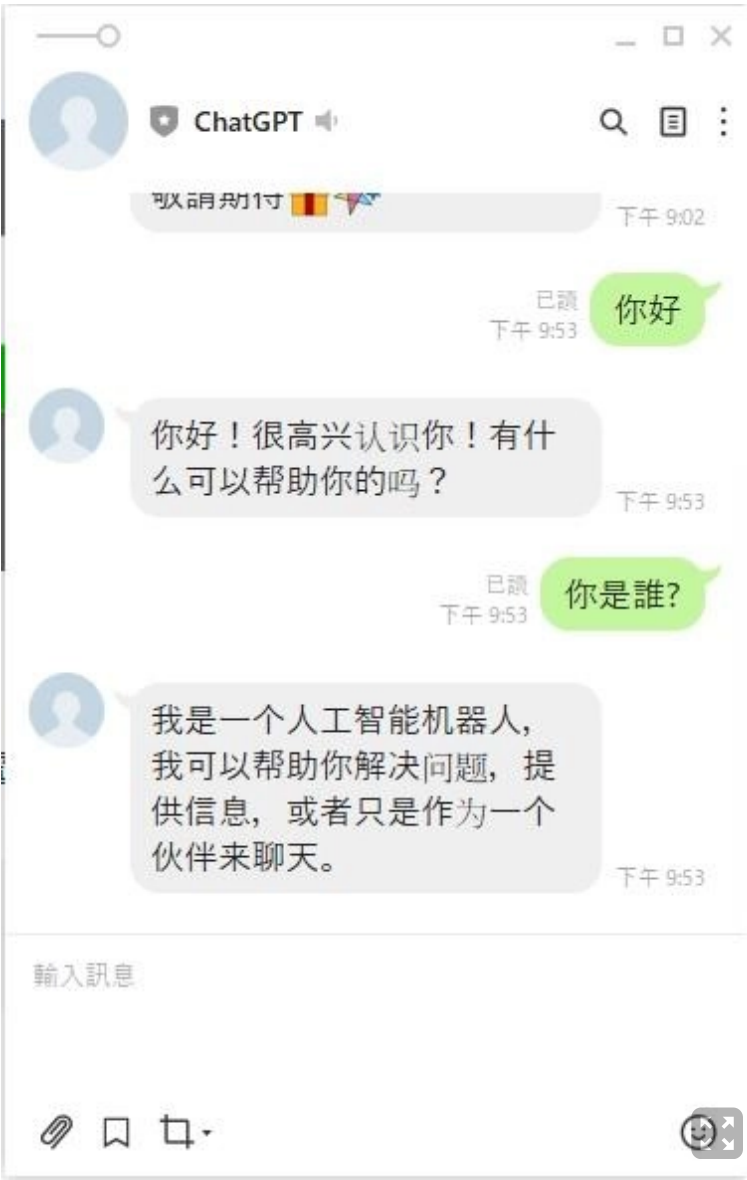 ChatGPT
敬請期待
下午 9:02
已讀
下午 9:53
你好
你好！很高兴认识你！有什
么可以帮助你的吗？
下午 9:53
已讀
下午 9:53
你是誰?
我是一个人工智能机器人，
我可以帮助你解决问题，提
供信息，或者只是作为一个
伙伴来聊天。
下午 9:53
輸入訊息